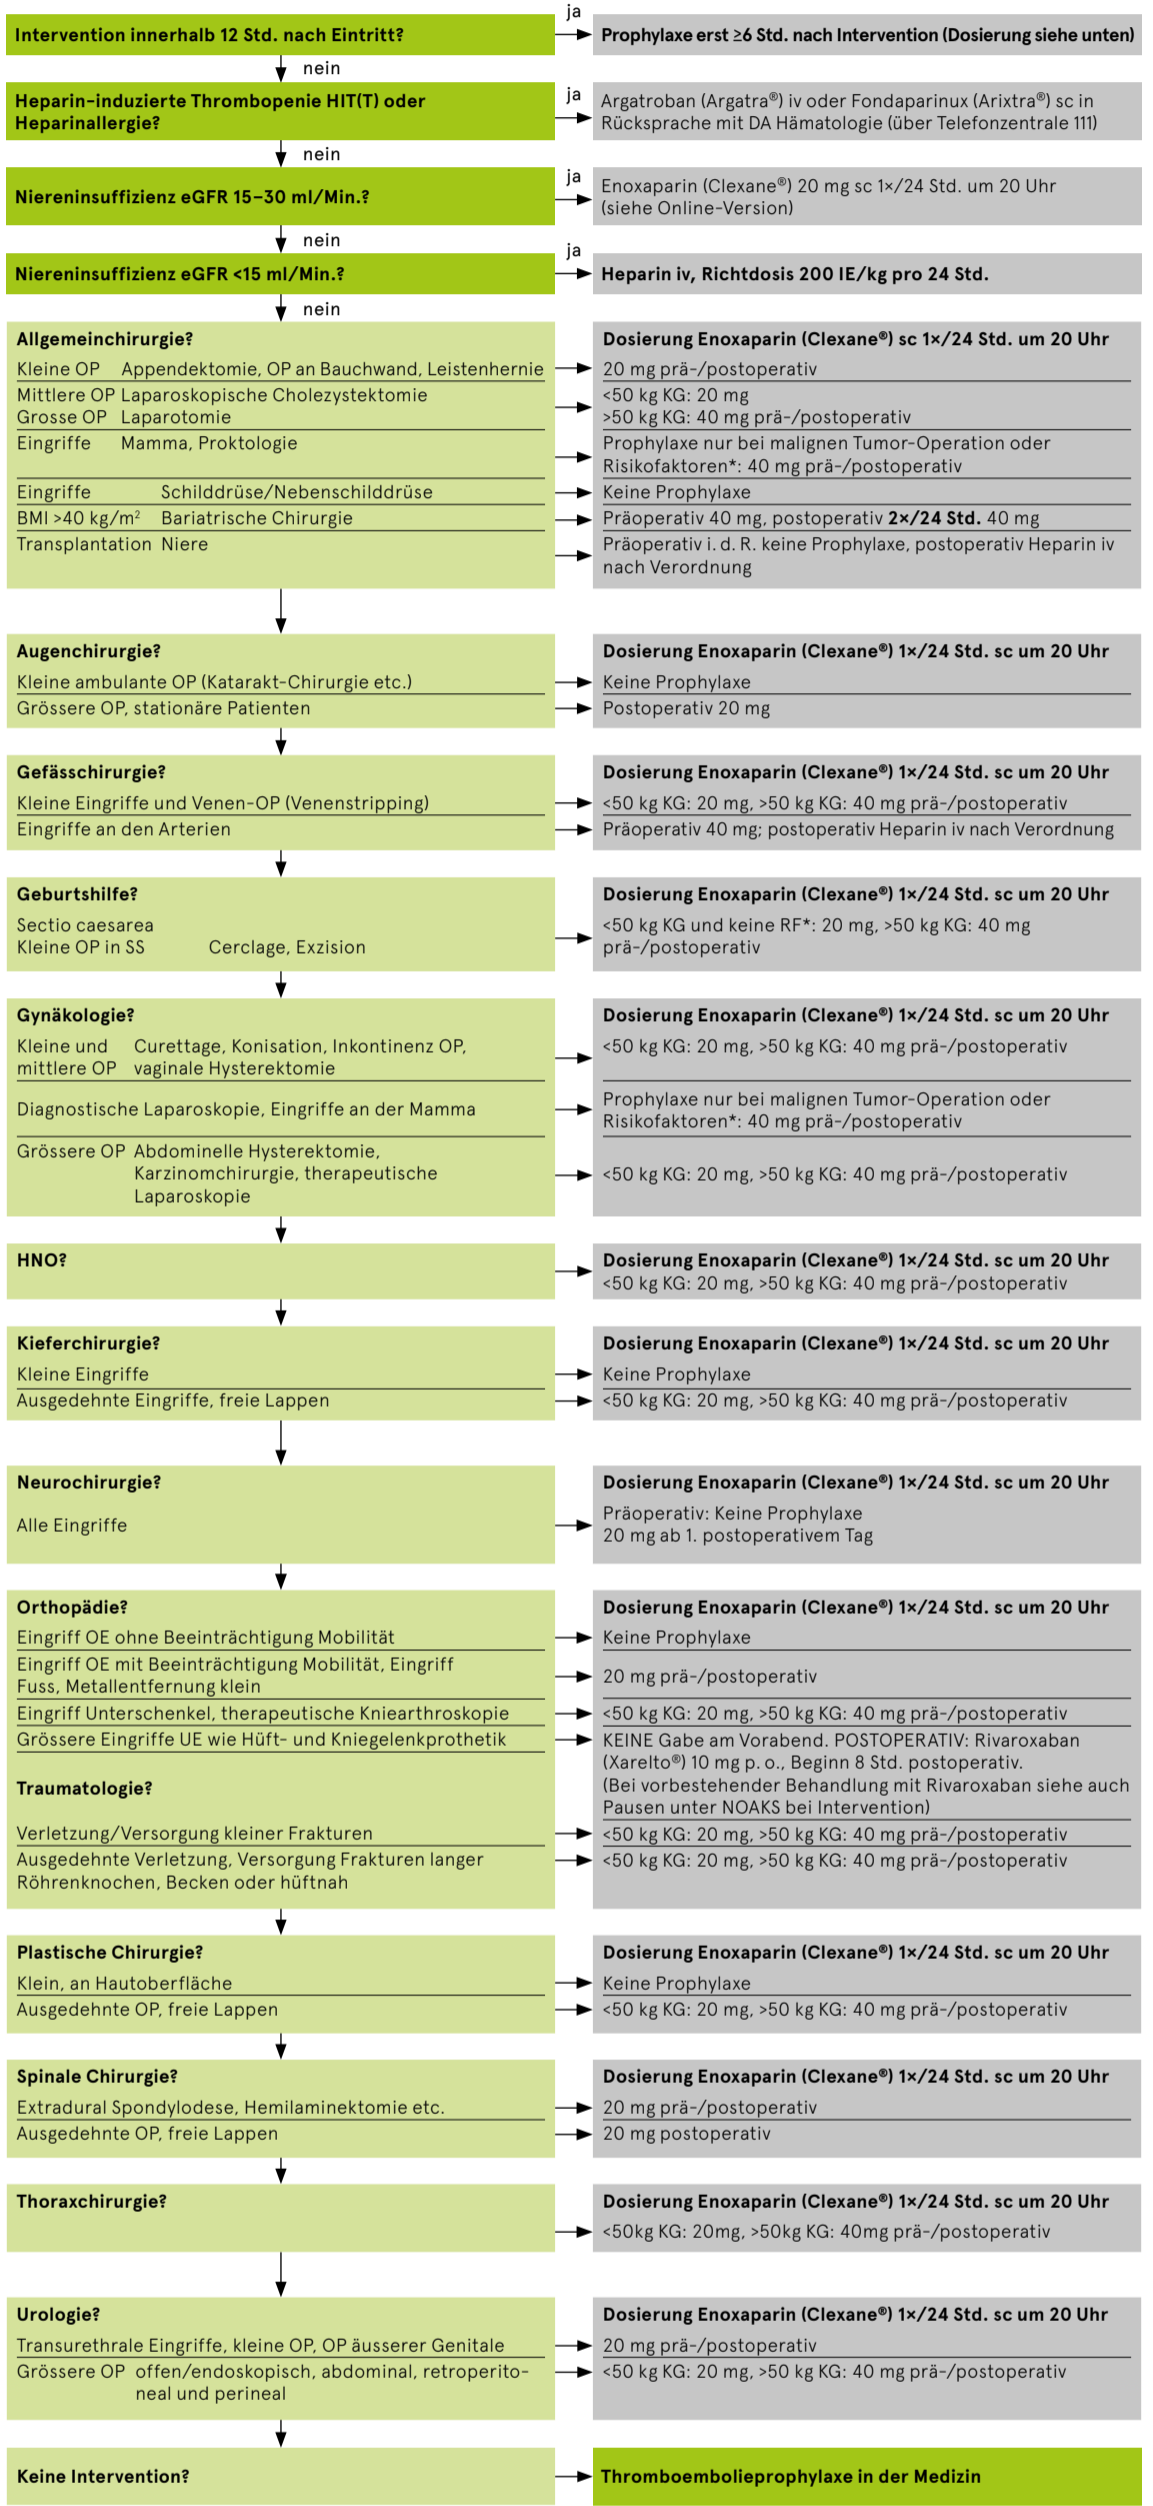 Intervention innerhalb 12 Std. nach Eintritt?
ja
Prophylaxe erst ≥6 Std. nach Intervention (Dosierung siehe unten)
nein
Heparin-induzierte Thrombopenie HIT(T) oder
Heparinallergie?
ja
Argatroban (Argatra®) iv oder Fondaparinux (Arixtra®) sc in
Rücksprache mit DA Hämatologie (über Telefonzentrale 111)
nein
Niereninsuffizienz eGFR 15–30 ml/Min.?
ja
Enoxaparin (Clexane®) 20 mg sc 1×/24 Std. um 20 Uhr
(siehe Online-Version)
nein
Niereninsuffizienz eGFR <15 ml/Min.?
ja
Heparin iv, Richtdosis 200 IE/kg pro 24 Std.
nein
Allgemeinchirurgie?
Dosierung Enoxaparin (Clexane®) sc 1×/24 Std. um 20 Uhr
Kleine OP Appendektomie, OP an Bauchwand, Leistenhernie
20 mg prä-/postoperativ
Mittlere OP Laparoskopische Cholezystektomie
Grosse OP Laparotomie
<50 kg KG: 20 mg
>50 kg KG: 40 mg prä-/postoperativ
Eingriffe Mamma, Proktologie
Prophylaxe nur bei malignen Tumor-Operation oder
Risikofaktoren*: 40 mg prä-/postoperativ
Eingriffe Schilddrüse/Nebenschilddrüse
Keine Prophylaxe
BMI >40 kg/m² Bariatrische Chirurgie
Präoperativ 40 mg, postoperativ 2×/24 Std. 40 mg
Transplantation Niere
Präoperativ i. d. R. keine Prophylaxe, postoperativ Heparin iv
nach Verordnung
Augenchirurgie?
Dosierung Enoxaparin (Clexane®) 1×/24 Std. sc um 20 Uhr
Kleine ambulante OP (Katarakt-Chirurgie etc.)
Keine Prophylaxe
Grössere OP, stationäre Patienten
Postoperativ 20 mg
Gefässchirurgie?
Dosierung Enoxaparin (Clexane®) 1×/24 Std. sc um 20 Uhr
Kleine Eingriffe und Venen-OP (Venenstripping)
<50 kg KG: 20 mg, >50 kg KG: 40 mg prä-/postoperativ
Eingriffe an den Arterien
Präoperativ 40 mg; postoperativ Heparin iv nach Verordnung
Geburtshilfe?
Dosierung Enoxaparin (Clexane®) 1×/24 Std. sc um 20 Uhr
Sectio caesarea
Kleine OP in SS Cerclage, Exzision
<50 kg KG und keine RF*: 20 mg, >50 kg KG: 40 mg
prä-/postoperativ
Gynäkologie?
Dosierung Enoxaparin (Clexane®) 1×/24 Std. sc um 20 Uhr
Kleine und Curettage, Konisation, Inkontinenz OP,
mittlere OP vaginale Hysterektomie
<50 kg KG: 20 mg, >50 kg KG: 40 mg prä-/postoperativ
Diagnostische Laparoskopie, Eingriffe an der Mamma
Prophylaxe nur bei malignen Tumor-Operation oder
Risikofaktoren*: 40 mg prä-/postoperativ
Grössere OP Abdominelle Hysterektomie,
Karzinomchirurgie, therapeutische
Laparoskopie
<50 kg KG: 20 mg, >50 kg KG: 40 mg prä-/postoperativ
HNO?
Dosierung Enoxaparin (Clexane®) 1×/24 Std. sc um 20 Uhr
<50 kg KG: 20 mg, >50 kg KG: 40 mg prä-/postoperativ
Kieferchirurgie?
Dosierung Enoxaparin (Clexane®) 1×/24 Std. sc um 20 Uhr
Kleine Eingriffe
Keine Prophylaxe
Ausgedehnte Eingriffe, freie Lappen
<50 kg KG: 20 mg, >50 kg KG: 40 mg prä-/postoperativ
Neurochirurgie?
Dosierung Enoxaparin (Clexane®) 1×/24 Std. sc um 20 Uhr
Alle Eingriffe
Präoperativ: Keine Prophylaxe
20 mg ab 1. postoperativem Tag
Orthopädie?
Dosierung Enoxaparin (Clexane®) 1×/24 Std. sc um 20 Uhr
Eingriff OE ohne Beeinträchtigung Mobilität
Keine Prophylaxe
Eingriff OE mit Beeinträchtigung Mobilität, Eingriff
Fuss, Metallentfernung klein
20 mg prä-/postoperativ
Eingriff Unterschenkel, therapeutische Kniearthroskopie
<50 kg KG: 20 mg, >50 kg KG: 40 mg prä-/postoperativ
Grössere Eingriffe UE wie Hüft- und Kniegelenkprothetik
KEINE Gabe am Vorabend. POSTOPERATIV: Rivaroxaban
(Xarelto®) 10 mg p. o., Beginn 8 Std. postoperativ.
(Bei vorbestehender Behandlung mit Rivaroxaban siehe auch
Pausen unter NOAKS bei Intervention)
Traumatologie?
Verletzung/Versorgung kleiner Frakturen
<50 kg KG: 20 mg, >50 kg KG: 40 mg prä-/postoperativ
Ausgedehnte Verletzung, Versorgung Frakturen langer
Röhrenknochen, Becken oder hüftnah
<50 kg KG: 20 mg, >50 kg KG: 40 mg prä-/postoperativ
Plastische Chirurgie?
Dosierung Enoxaparin (Clexane®) 1×/24 Std. sc um 20 Uhr
Klein, an Hautoberfläche
Keine Prophylaxe
Ausgedehnte OP, freie Lappen
<50 kg KG: 20 mg, >50 kg KG: 40 mg prä-/postoperativ
Spinale Chirurgie?
Dosierung Enoxaparin (Clexane®) 1×/24 Std. sc um 20 Uhr
Extradural Spondylodese, Hemilaminektomie etc.
20 mg prä-/postoperativ
Ausgedehnte OP, freie Lappen
20 mg postoperativ
Thoraxchirurgie?
Dosierung Enoxaparin (Clexane®) 1×/24 Std. sc um 20 Uhr
<50kg KG: 20mg, >50kg KG: 40mg prä-/postoperativ
Urologie?
Dosierung Enoxaparin (Clexane®) 1×/24 Std. sc um 20 Uhr
Transurethrale Eingriffe, kleine OP, OP äusserer Genitale
20 mg prä-/postoperativ
Grössere OP offen/endoskopisch, abdominal, retroperito-
neal und perineal
<50 kg KG: 20 mg, >50 kg KG: 40 mg prä-/postoperativ
Keine Intervention?
Thromboembolieprophylaxe in der Medizin